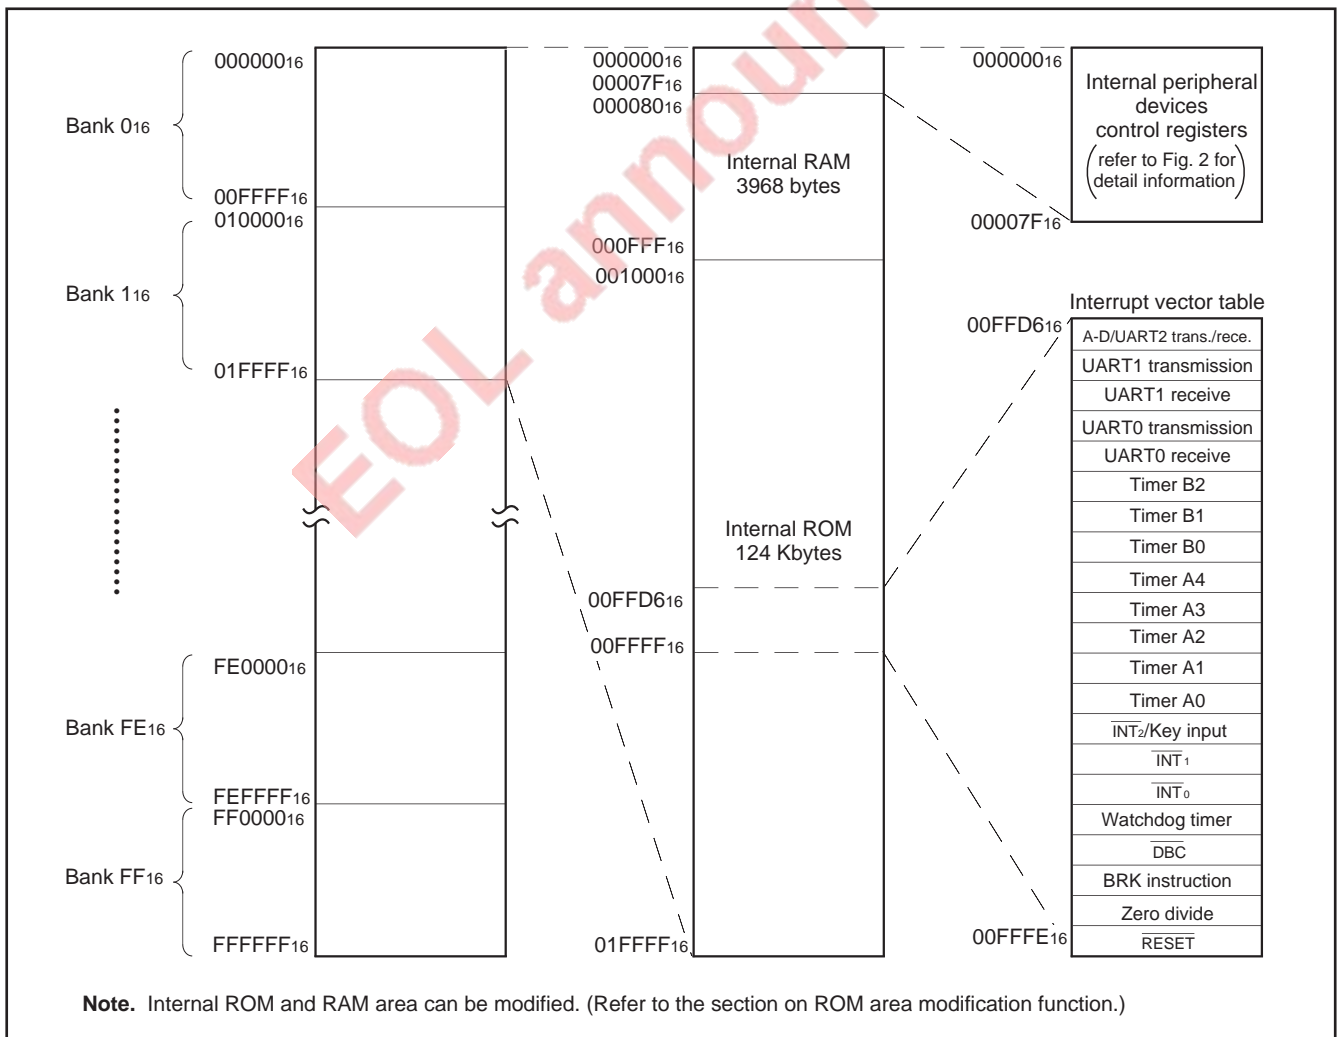 EOL announ
Bank 016
00000016
00FFFF16
Bank 116
01000016
01FFFF16
Bank FE16
FE000016
FEFFFF16
Bank FF16
FF000016
FFFFFF16
00000016
00007F16
00008016
Internal RAM
3968 bytes
000FFF16
00100016
Internal ROM
124 Kbytes
00FFD616
00FFFF16
01FFFF16
00000016
Internal peripheral
devices
control registers
(refer to Fig. 2 for
detail information)
00007F16
Interrupt vector table
00FFD616
A-D/UART2 trans./rece.
UART1 transmission
UART1 receive
UART0 transmission
UART0 receive
Timer B2
Timer B1
Timer B0
Timer A4
Timer A3
Timer A2
Timer A1
Timer A0
INT2/Key input
INT1
INT0
Watchdog timer
DBC
BRK instruction
Zero divide
00FFFE16
RESET
Note. Internal ROM and RAM area can be modified. (Refer to the section on ROM area modification function.)